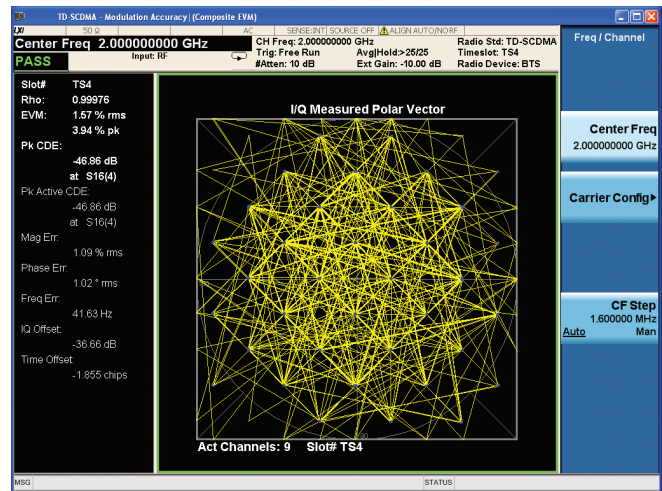 TD-SCDMA - Modulation Accuracy| (Composite EVM)
LXI 50 Ω AC SENSE:INT SOURCE OFF ALIGN AUTO/NO RF
Center Freq 2.000000000 GHz
PASS
Input: RF
CH Freq: 2.000000 GHz
Trig: Free Run Avg|Hold:>25/25
#Atten: 10 dB Ext Gain: -10.00 dB
Radio Std: TD-SCDMA
Timeslot: TS4
Radio Device: BTS
Slot# TS4
Rho: 0.99976
EVM: 1.57 % rms
3.94 % pk
Pk CDE:
-46.86 dB
at S16(4)
Pk Active CDE:
-46.86 dB
at S16(4)
Mag Err:
1.09 % rms
Phase Err:
1.02 ° rms
Freq Err:
41.63 Hz
IQ Offset:
-36.66 dB
Time Offset:
-1.855 chips
I/Q Measured Polar Vector
Act Channels: 9 Slot# TS4
Freq / Channel
Center Freq
2.000000000 GHz
Carrier Config
CF Step
1.600000 MHz
Auto Man
MSG STATUS